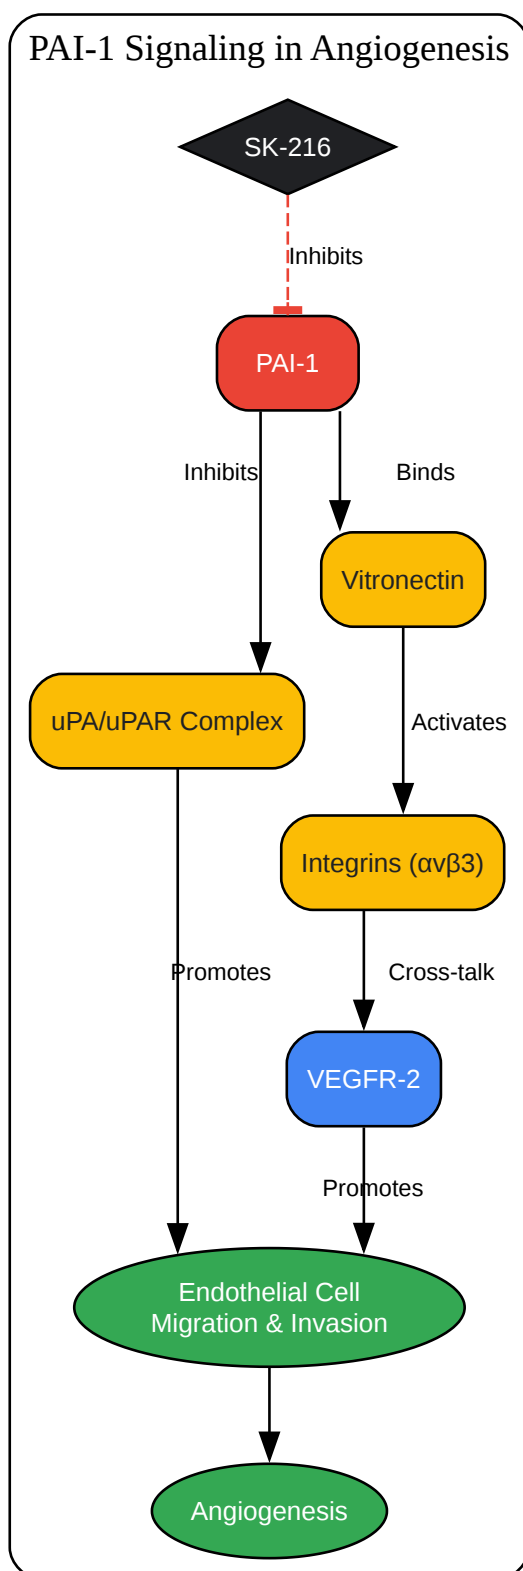 PAI-1 Signaling in Angiogenesis
SK-216
Inhibits
PAI-1
Inhibits
Binds
Vitronectin
uPA/uPAR Complex
Activates
Integrins (αvβ3)
Promotes
Cross-talk
VEGFR-2
Promotes
Endothelial Cell
Migration & Invasion
Angiogenesis